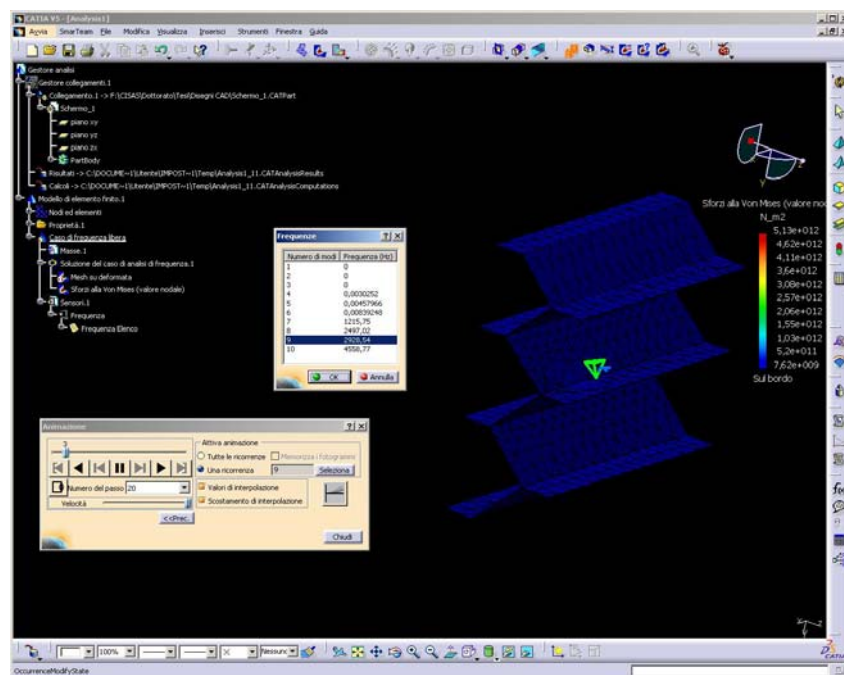 CATIA V5 - [Analysis1]
Avvia SmarTeam File Modifica Visualizza Inserisci Strumenti Finestra Guida
Gestore analisi
Gestore collegamenti.1
Collegamento.1 -> F:\CISAS\Dottorato\Tesi\Disegni CAD\Schermo_1.CATPart
Schermo_1
piano xy
piano yz
piano zx
PartBody
Risultati -> C:\DOCUME~1\Utente\IMPOST~1\Temp\Analysis1_11.CATAnalysisResults
Calcoli -> C:\DOCUME~1\Utente\IMPOST~1\Temp\Analysis1_11.CATAnalysisComputations
Modello di elemento finito.1
Nodi ed elementi
Proprietà.1
Caso di frequenza libera
Masse.1
Soluzione del caso di analisi di frequenza.1
Mesh su deformata
Sforzi alla Von Mises (valore nodale)
Sensori.1
Frequenza
Frequenza Elenco
Frequenze
Numero di modi Frequenza (Hz)
1 0
2 0
3 0
4 0,0030252
5 0,00457966
6 0,00839248
7 1215,75
8 2497,02
9 2928,54
10 4558,77
OK Annulla
Sforzi alla Von Mises (valore nod
N_m2
5,13e+012
4,62e+012
4,11e+012
3,6e+012
3,08e+012
2,57e+012
2,06e+012
1,55e+012
1,03e+012
5,2e+011
7,62e+009
Sul bordo
Animazione
3
Attiva animazione
Tutte le ricorrenze Memorizza i fotogrammi
Una ricorrenza 9 Seleziona
Numero del passo 20
Valori di interpolazione
Velocità
Scostamento di interpolazione
<<Prec.
Chiudi
100% Nessuno
CATIA
OccurrenceModifyState